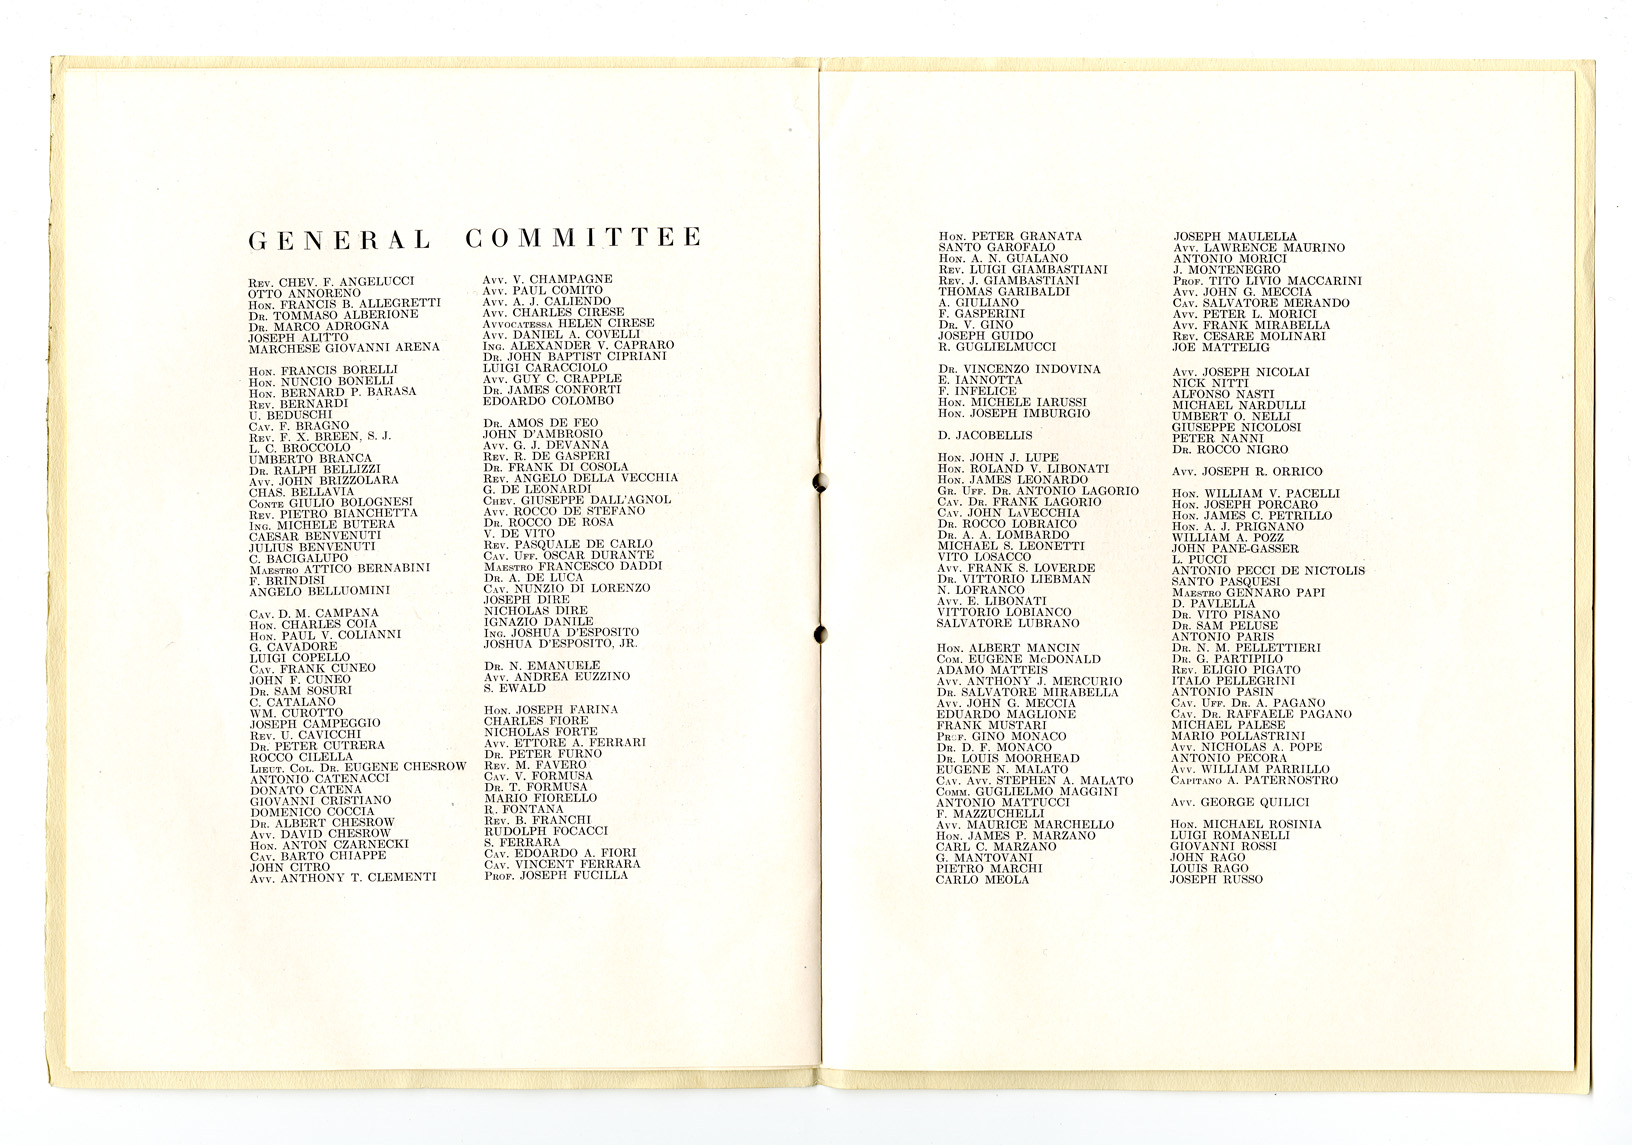 GENERAL COMMITTEE
Rev. CHEV. F. ANGELUCCI
OTTO ANNORENO
Hon. FRANCIS B. ALLEGRETTI
Dr. TOMMASO ALBERIONE
Dr. MARCO ADROGNA
JOSEPH ALITTO
MARCHESE GIOVANNI ARENA
Hon. FRANCIS BORELLI
Hon. NUNCIO BONELLI
Hon. BERNARD P. BARASA
Rev. BERNARDI
U. BEDUSCHI
Cav. F. BRAGNO
Rev. F. X. BREEN, S. J.
L. C. BROCCOLO
UMBERTO BRANCA
Dr. RALPH BELLIZZI
Avv. JOHN BRIZZOLARA
CHAS. BELLAVIA
Conte GIULIO BOLOGNESI
Rev. PIETRO BIANCHETTA
Ing. MICHELE BUTERA
CAESAR BENVENUTI
JULIUS BENVENUTI
C. BACIGALUPO
Maestro ATTICO BERNABINI
F. BRINDISI
ANGELO BELLUOMINI
Cav. D. M. CAMPANA
Hon. CHARLES COIA
Hon. PAUL V. COLIANNI
G. CAVADORE
LUIGI COPELLO
Cav. FRANK CUNEO
JOHN F. CUNEO
Dr. SAM SOSURI
C. CATALANO
WM. CUROTTO
JOSEPH CAMPEGGIO
Rev. U. CAVICCHI
Dr. PETER CUTRERA
ROCCO CILELLA
Lieut. Col. Dr. EUGENE CHESROW
ANTONIO CATENACCI
DONATO CATENA
GIOVANNI CRISTIANO
DOMENICO COCCIA
Dr. ALBERT CHESROW
Avv. DAVID CHESROW
Hon. ANTON CZARNECKI
Cav. BARTO CHIAPPE
JOHN CITRO
Avv. ANTHONY T. CLEMENTI
Avv. V. CHAMPAGNE
Avv. PAUL COMITO
Avv. A. J. CALIENDO
Avv. CHARLES CIRESE
Avvocatessa HELEN CIRESE
Avv. DANIEL A. COVELLI
Ing. ALEXANDER V. CAPRARO
Dr. JOHN BAPTIST CIPRIANI
LUIGI CARACCIOLO
Avv. GUY C. CRAPPLE
Dr. JAMES CONFORTI
EDOARDO COLOMBO
Dr. AMOS DE FEO
JOHN D'AMBROSIO
Avv. G. J. DEVANNA
Rev. R. DE GASPERI
Dr. FRANK DI COSOLA
Rev. ANGELO DELLA VECCHIA
G. DE LEONARDI
Chev. GIUSEPPE DALL'AGNOL
Avv. ROCCO DE STEFANO
Dr. ROCCO DE ROSA
V. DE VITO
Rev. PASQUALE DE CARLO
Cav. Uff. OSCAR DURANTE
Maestro FRANCESCO DADDI
Dr. A. DE LUCA
Cav. NUNZIO DI LORENZO
JOSEPH DIRE
NICHOLAS DIRE
IGNAZIO DANILE
Ing. JOSHUA D'ESPOSITO
JOSHUA D'ESPOSITO, JR.
Dr. N. EMANUELE
Avv. ANDREA EUZZINO
S. EWALD
Hon. JOSEPH FARINA
CHARLES FIORE
NICHOLAS FORTE
Avv. ETTORE A. FERRARI
Dr. PETER FURNO
Rev. M. FAVERO
Cav. V. FORMUSA
Dr. T. FORMUSA
MARIO FIORELLO
R. FONTANA
Rev. B. FRANCHI
RUDOLPH FOCACCI
S. FERRARA
Cav. EDOARDO A. FIORI
Cav. VINCENT FERRARA
Prof. JOSEPH FUCILLA
Hon. PETER GRANATA
SANTO GAROFALO
Hon. A. N. GUALANO
Rev. LUIGI GIAMBASTIANI
Rev. J. GIAMBASTIANI
THOMAS GARIBALDI
A. GIULIANO
F. GASPERINI
Dr. V. GINO
JOSEPH GUIDO
R. GUGLIELMUCCI
Dr. VINCENZO INDOVINA
E. IANNOTTA
F. INFELICE
Hon. MICHELE IARUSSI
Hon. JOSEPH IMBURGIO
D. JACOBELLIS
Hon. JOHN J. LUPE
Hon. ROLAND V. LIBONATI
Hon. JAMES LEONARDO
Gr. Uff. Dr. ANTONIO LAGORIO
Cav. Dr. FRANK LAGORIO
Cav. JOHN LaVECCHIA
Dr. ROCCO LOBRAICO
Dr. A. A. LOMBARDO
MICHAEL S. LEONETTI
VITO LOSACCO
Avv. FRANK S. LOVERDE
Dr. VITTORIO LIEBMAN
N. LOFRANCO
Avv. E. LIBONATI
VITTORIO LOBIANCO
SALVATORE LUBRANO
Hon. ALBERT MANCIN
Com. EUGENE McDONALD
ADAMO MATTEIS
Avv. ANTHONY J. MERCURIO
Dr. SALVATORE MIRABELLA
Avv. JOHN G. MECCIA
EDUARDO MAGLIONE
FRANK MUSTARI
Prof. GINO MONACO
Dr. D. F. MONACO
Dr. LOUIS MOORHEAD
EUGENE N. MALATO
Cav. Avv. STEPHEN A. MALATO
Comm. GUGLIELMO MAGGINI
ANTONIO MATTUCCI
F. MAZZUCHELLI
Avv. MAURICE MARCHELLO
Hon. JAMES P. MARZANO
CARL C. MARZANO
G. MANTOVANI
PIETRO MARCHI
CARLO MEOLA
JOSEPH MAULELLA
Avv. LAWRENCE MAURINO
ANTONIO MORICI
J. MONTENEGRO
Prof. TITO LIVIO MACCARINI
Avv. JOHN G. MECCIA
Cav. SALVATORE MERANDO
Avv. PETER L. MORICI
Avv. FRANK MIRABELLA
Rev. CESARE MOLINARI
JOE MATTELIG
Avv. JOSEPH NICOLAI
NICK NITTI
ALFONSO NASTI
MICHAEL NARDULLI
UMBERT O. NELLI
GIUSEPPE NICOLOSI
PETER NANNI
Dr. ROCCO NIGRO
Avv. JOSEPH R. ORRICO
Hon. WILLIAM V. PACELLI
Hon. JOSEPH PORCARO
Hon. JAMES C. PETRILLO
Hon. A. J. PRIGNANO
WILLIAM A. POZZ
JOHN PANE-GASSER
L. PUCCI
ANTONIO PECCI DE NICTOLIS
SANTO PASQUESI
Maestro GENNARO PAPI
D. PAVLELLA
Dr. VITO PISANO
Dr. SAM PELUSE
ANTONIO PARIS
Dr. N. M. PELLETTIERI
Dr. G. PARTIPILO
Rev. ELIGIO PIGATO
ITALO PELLEGRINI
ANTONIO PASIN
Cav. Uff. Dr. A. PAGANO
Cav. Dr. RAFFAELE PAGANO
MICHAEL PALESE
MARIO POLLASTRINI
Avv. NICHOLAS A. POPE
ANTONIO PECORA
Avv. WILLIAM PARRILLO
Capitano A. PATERNOSTRO
Avv. GEORGE QUILICI
Hon. MICHAEL ROSINIA
LUIGI ROMANELLI
GIOVANNI ROSSI
JOHN RAGO
LOUIS RAGO
JOSEPH RUSSO